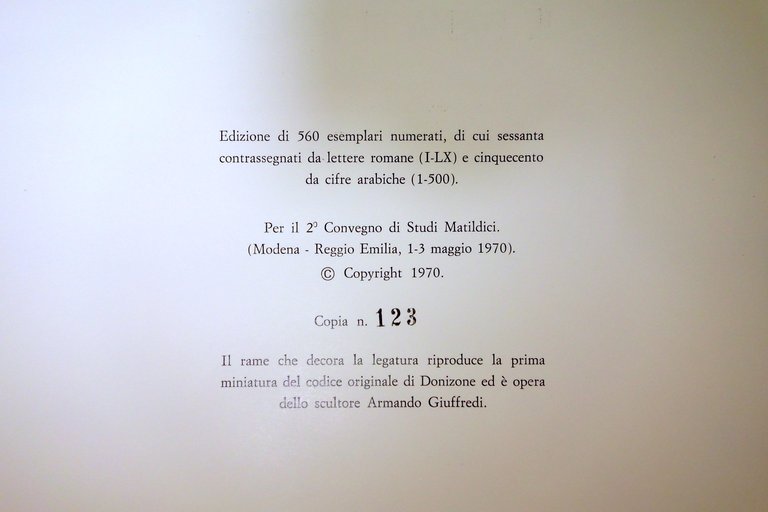 Edizione di 560 esemplari numerati, di cui sessanta
contrassegnati da lettere romane (I-LX) e cinquecento
da cifre arabiche (1-500).
Per il 2° Convegno di Studi Matildici.
(Modena - Reggio Emilia, 1-3 maggio 1970).
© Copyright 1970.
Copia n. 123
Il rame che decora la legatura riproduce la prima
miniatura del codice originale di Donizone ed è opera
dello scultore Armando Giuffredi.